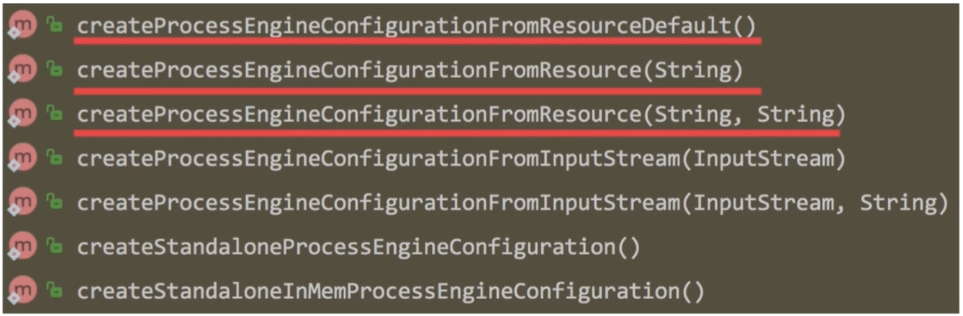 createProcessEngineConfigurationFromResourceDefault()
createProcessEngineConfigurationFromResource(String)
createProcessEngineConfigurationFromResource(String, String)
createProcessEngineConfigurationFromInputStream(InputStream)
createProcessEngineConfigurationFromInputStream(InputStream, String)
createStandaloneProcessEngineConfiguration()
createStandaloneInMemProcessEngineConfiguration()